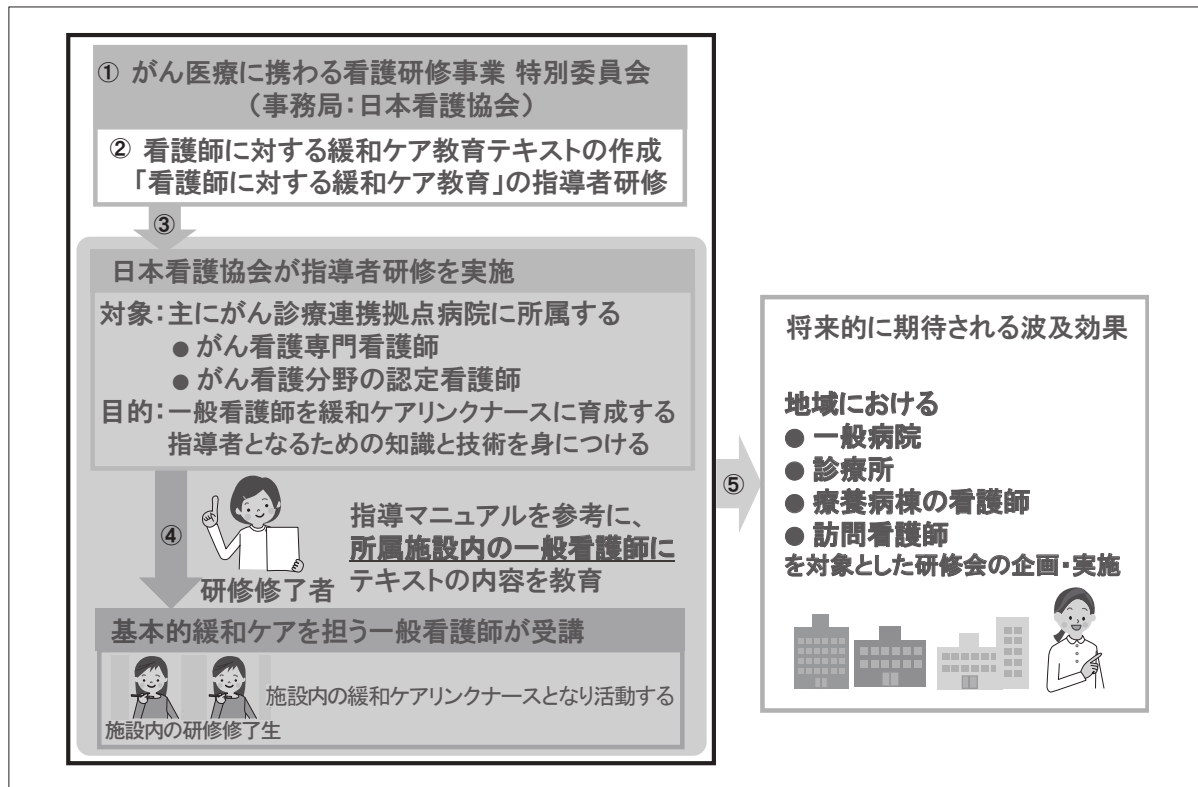 ① がん医療に携わる看護研修事業 特別委員会
（事務局：日本看護協会）
② 看護師に対する緩和ケア教育テキストの作成
「看護師に対する緩和ケア教育」の指導者研修
③
日本看護協会が指導者研修を実施
対象：主にがん診療連携拠点病院に所属する
● がん看護専門看護師
● がん看護分野の認定看護師
目的：一般看護師を緩和ケアリンクナースに育成する
指導者となるための知識と技術を身につける
④
研修修了者
指導マニュアルを参考に、
所属施設内の一般看護師に
テキストの内容を教育
基本的緩和ケアを担う一般看護師が受講
施設内の緩和ケアリンクナースとなり活動する
施設内の研修修了生
⑤
将来的に期待される波及効果
地域における
● 一般病院
● 診療所
● 療養病棟の看護師
● 訪問看護師
を対象とした研修会の企画・実施